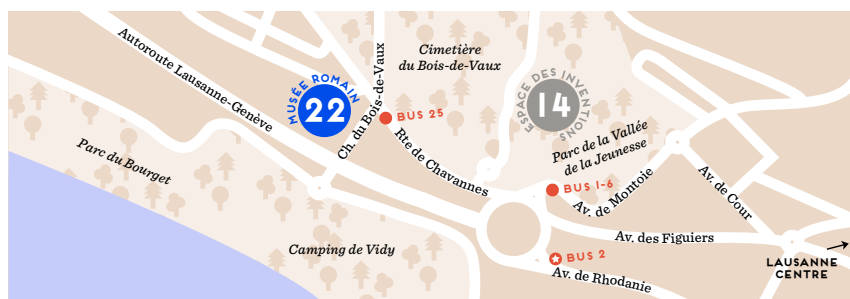 Autoroute Lausanne-Genève
MUSÉE ROMAIN
22
Ch. du Bois-de-Vaux
Cimetière
du Bois-de-Vaux
BUS 25
Rte de Chavannes
ESPACE DES INVENTIONS
14
Parc de la Vallée
de la Jeunesse
BUS 1-6
Av. de Montoie
Av. de Cour
Parc du Bourget
Camping de Vidy
Av. des Figuiers
BUS 2
Av. de Rhodanie
LAUSANNE
CENTRE